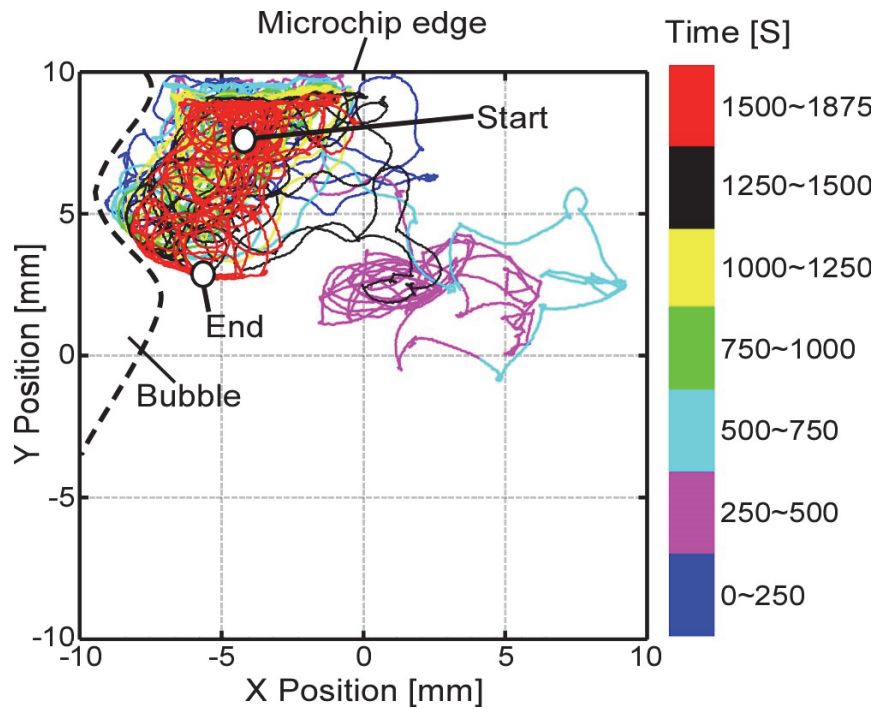 Microchip edge
Time [S]
10
5
0
-5
-10
Y Position [mm]
Start
End
Bubble
-10
-5
0
5
10
X Position [mm]
1500~1875
1250~1500
1000~1250
750~1000
500~750
250~500
0~250